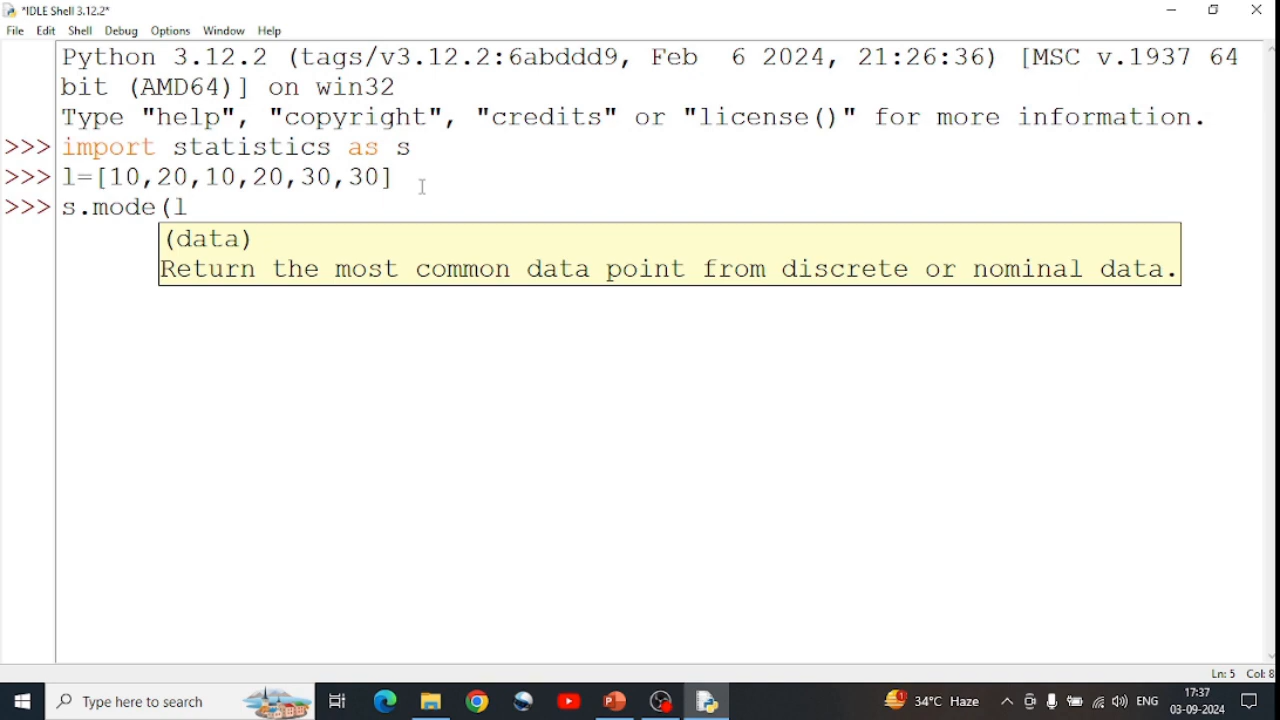 *IDLE Shell 3.12.2*
File Edit Shell Debug Options Window Help
Python 3.12.2 (tags/v3.12.2:6abddd9, Feb  6 2024, 21:26:36) [MSC v.1937 64
bit (AMD64)] on win32
Type "help", "copyright", "credits" or "license()" for more information.
>>> import statistics as s
>>> l=[10,20,10,20,30,30]
>>> s.mode(l
(data)
Return the most common data point from discrete or nominal data.
Ln: 5 Col: 8
Type here to search
1
34°C Haze
ENG
17:37
03-09-2024